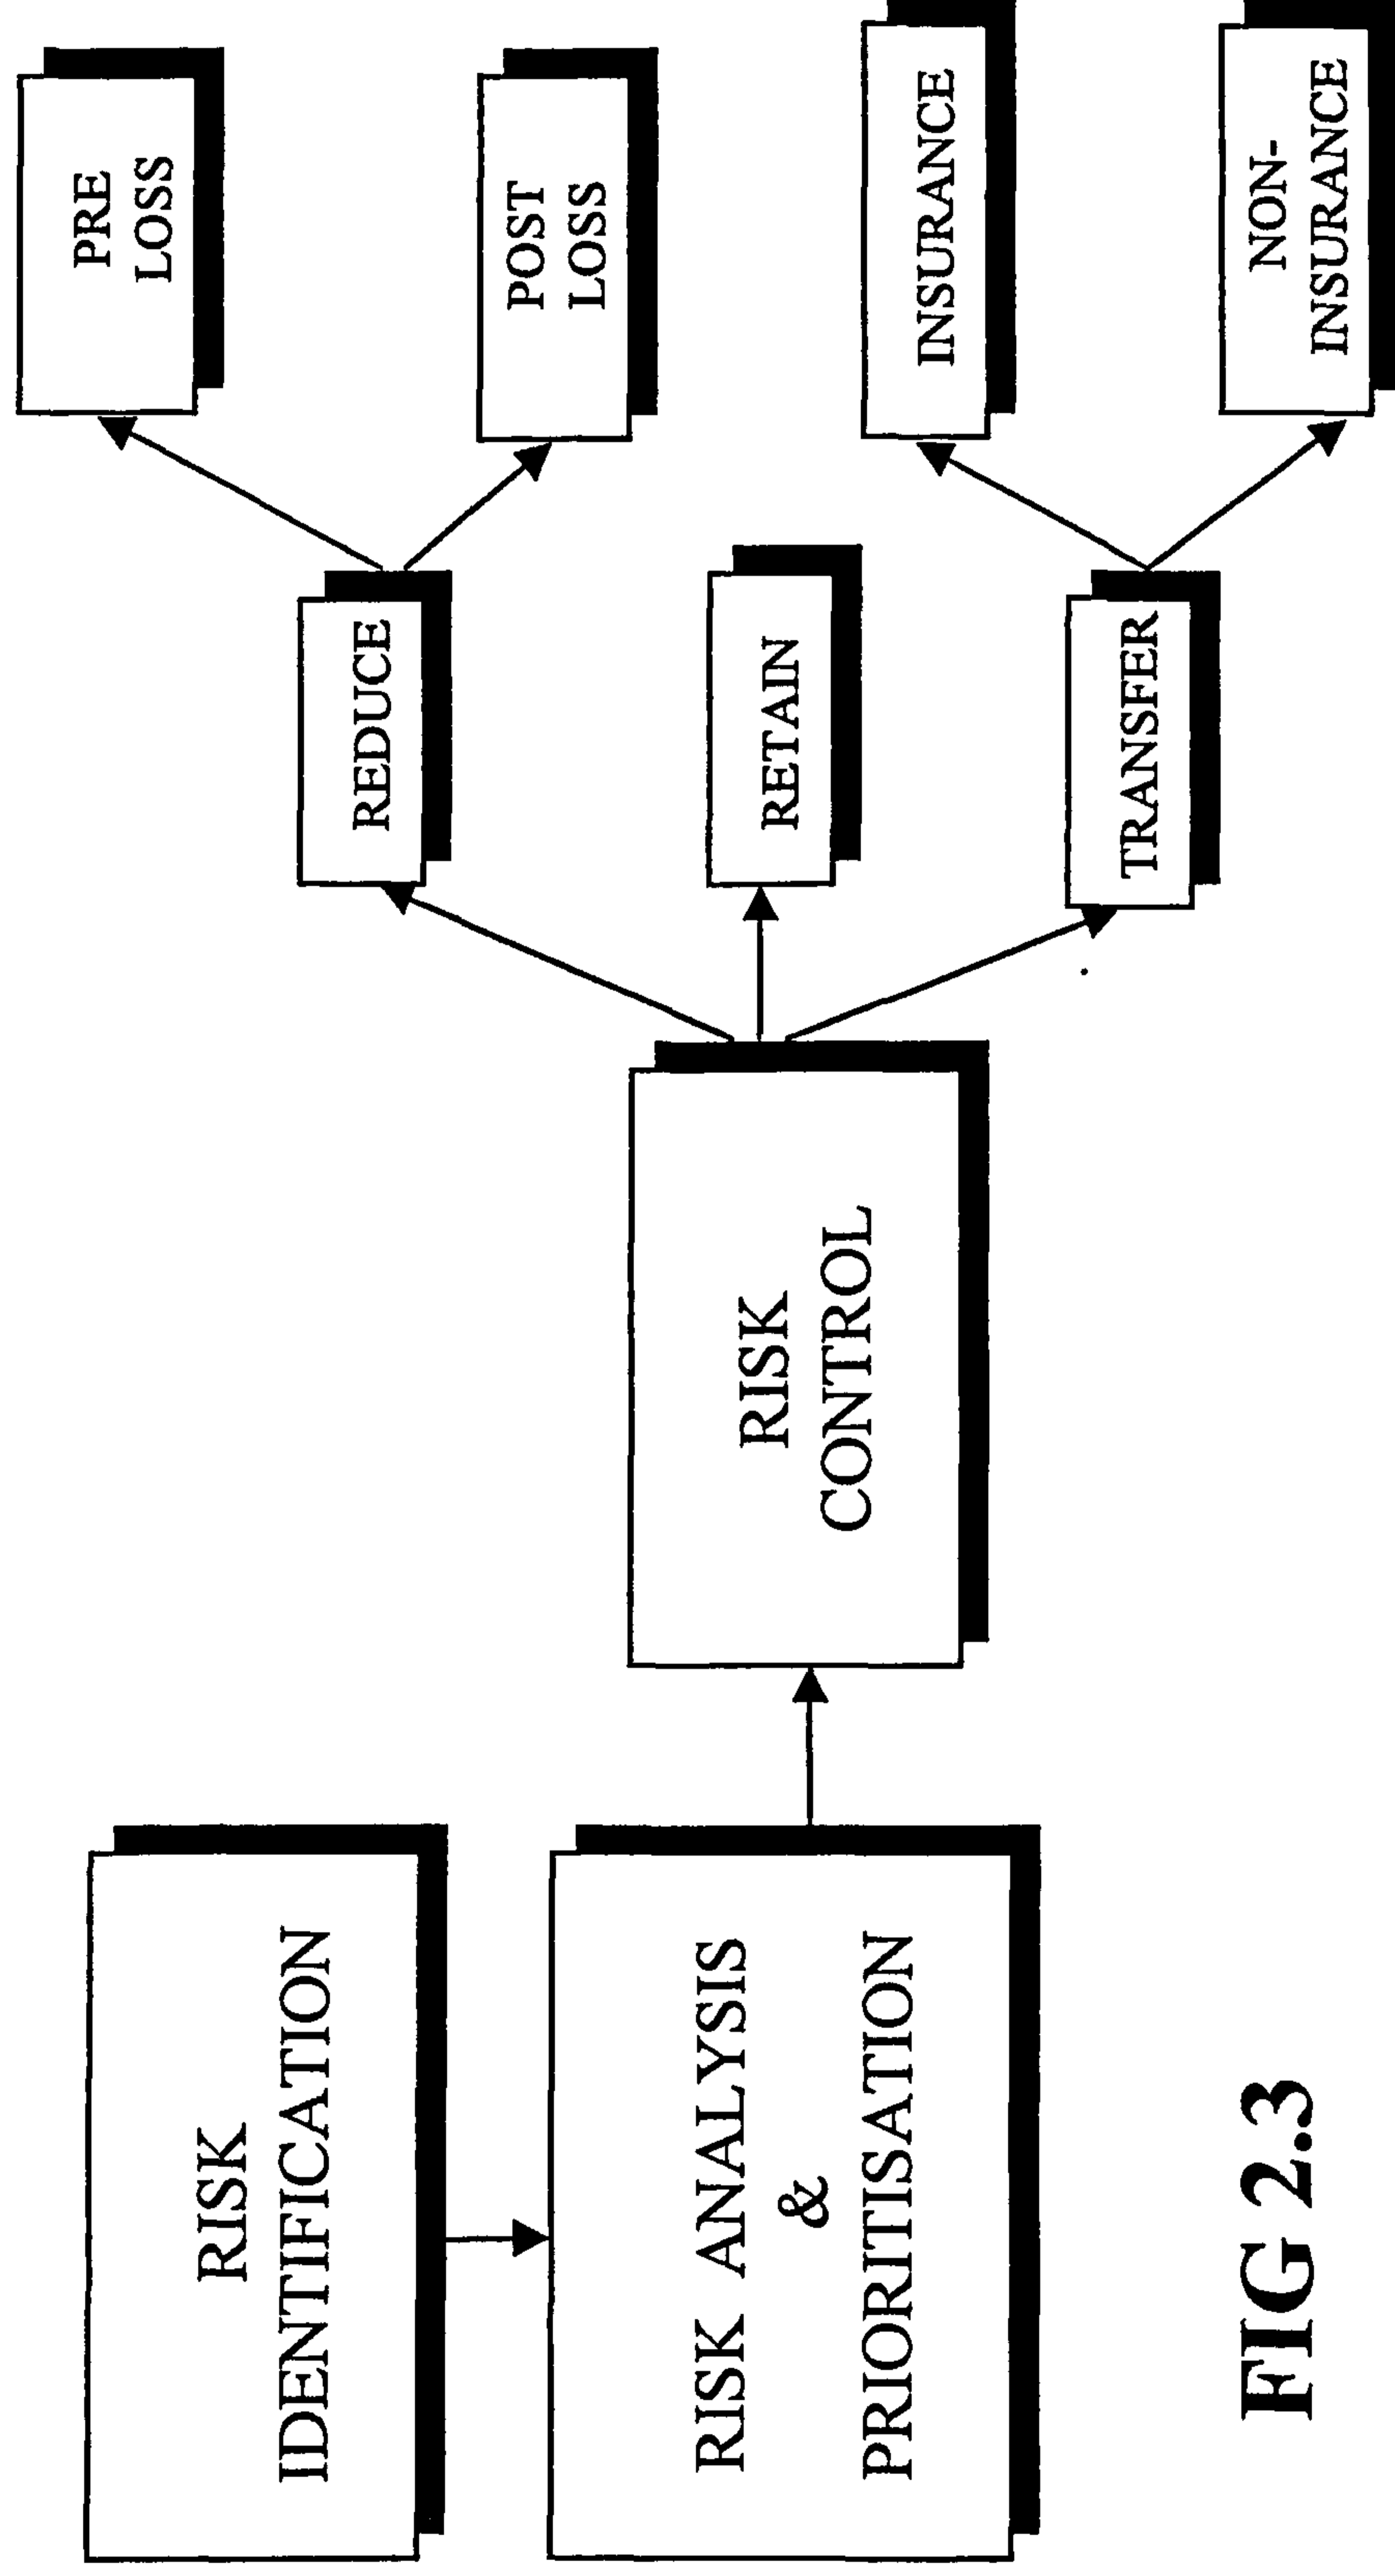 RISK
IDENTIFICATION
RISK ANALYSIS
&
PRIORITISATION
RISK
CONTROL
REDUCE
RETAIN
TRANSFER
PRE
LOSS
POST
LOSS
INSURANCE
NON-
INSURANCE
FIG 2.3